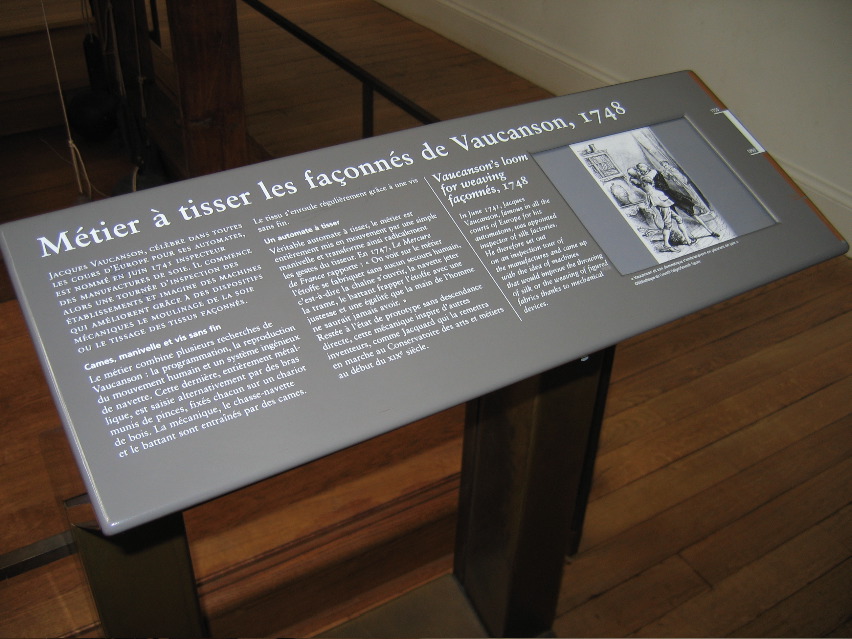 Métier à tisser les façonnés de Vaucanson, 1748
JACQUES VAUCANSON, CÉLÈBRE DANS TOUTES
LES COURS D'EUROPE POUR SES AUTOMATES,
EST NOMMÉ EN JUIN 1741 INSPECTEUR
DES MANUFACTURES DE SOIE. IL COMMENCE
ALORS UNE TOURNÉE D'INSPECTION DES
ÉTABLISSEMENTS ET IMAGINE DES MACHINES
QUI AMÉLIORENT GRÂCE À DES DISPOSITIFS
MÉCANIQUES LE MOULINAGE DE LA SOIE
OU LE TISSAGE DES TISSUS FAÇONNÉS.
Cames, manivelle et vis sans fin
Le métier combine plusieurs recherches de
Vaucanson : la programmation, la reproduction
du mouvement humain et un système ingénieux
de navette. Cette dernière, entièrement métal-
lique, est saisie alternativement par des bras
munis de pinces, fixés chacun sur un chariot
de bois. La mécanique, le chasse-navette
et le battant sont entraînés par des cames.
Le tissu s'enroule régulièrement grâce à une vis
sans fin.
Un automate à tisser
Véritable automate à tisser, le métier est
entièrement mis en mouvement par une simple
manivelle et transforme ainsi radicalement
les gestes du tisseur. En 1747, Le Mercure
de France rapporte : « On voit sur le métier
l'étoffe se fabriquer sans aucun secours humain,
c'est-à-dire la chaîne s'ouvrir, la navette jeter
la trame, le battant frapper l'étoffe avec une
justesse et une égalité que la main de l'homme
ne saurait jamais avoir. »
Restée à l'état de prototype sans descendance
directe, cette mécanique inspire d'autres
inventeurs, comme Jacquard qui la remettra
en marche au Conservatoire des arts et métiers
au début du XIXe siècle.
Vaucanson's loom
for weaving
façonnés, 1748
In June 1741, Jacques
Vaucanson, famous in all the
courts of Europe for his
automatons, was appointed
inspector of silk factories.
He therefore set out
on an inspection tour of
the manufacturers and came up
with the idea of machines
that would improve the throwing
of silk or the weaving of figured
fabrics thanks to mechanical
devices.